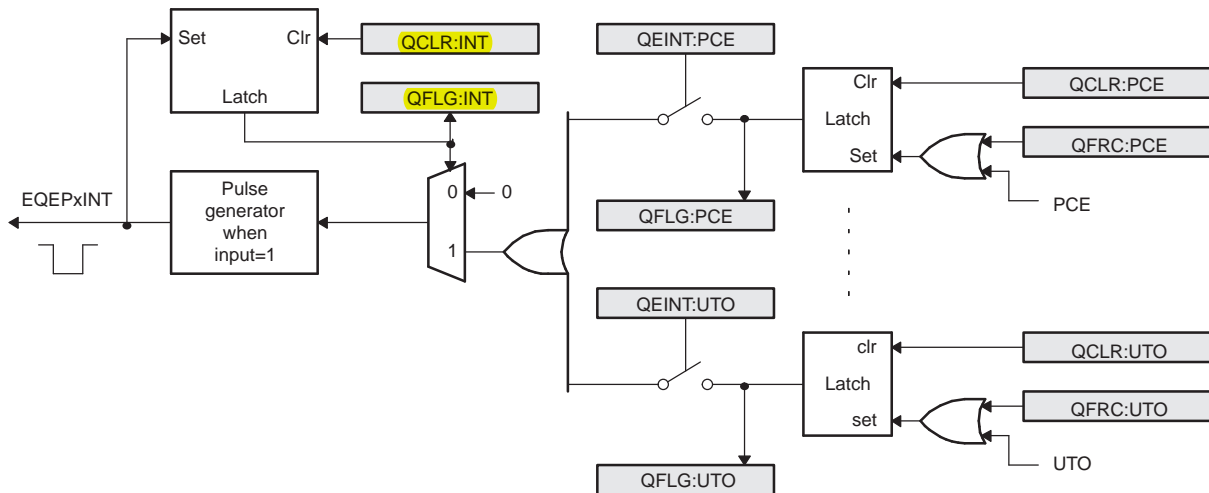 Set
Clr
Latch
QCLR:INT
QFLG:INT
QEINT:PCE
Clr
Latch
Set
QCLR:PCE
QFRC:PCE
PCE
QFLG:PCE
EQEPxINT
Pulse
generator
when
input=1
0
0
1
QEINT:UTO
clr
Latch
set
QCLR:UTO
QFRC:UTO
UTO
QFLG:UTO